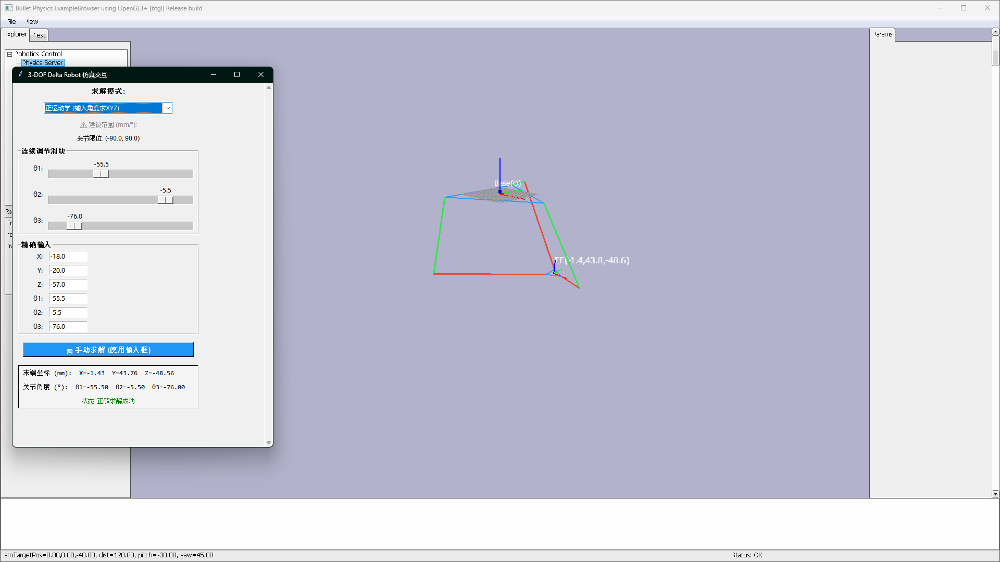 Bullet Physics ExampleBrowser using OpenGL3+ [btgl] Release build
File View
Explorer Test
Params
Robotics Control
Physics Server
3-DOF Delta Robot 仿真交互
求解模式:
正运动学 (输入角度求XYZ)
⚠ 建议范围 (mm/°):
关节限位: (-90.0, 90.0)
连续调节滑块
-55.5
θ1:
-5.5
θ2:
-76.0
θ3:
精确输入
X: -18.0
Y: -20.0
Z: -57.0
θ1: -55.5
θ2: -5.5
θ3: -76.0
手动求解 (使用输入框)
末端坐标 (mm): X=-1.43 Y=43.76 Z=-48.56
关节角度 (°): θ1=-55.50 θ2=-5.50 θ3=-76.00
状态: 正解求解成功
Base(O)
EE(-1.4,43.8,-48.6)
camTargetPos=0.00,0.00,-40.00, dist=120.00, pitch=-30.00, yaw=45.00
Status: OK